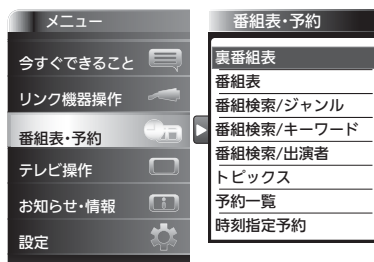 メニュー
今すぐできること
リンク機器操作
番組表・予約
テレビ操作
お知らせ・情報
設定
番組表・予約
裏番組表
番組表
番組検索/ジャンル
番組検索/キーワード
番組検索/出演者
トピックス
予約一覧
時刻指定予約